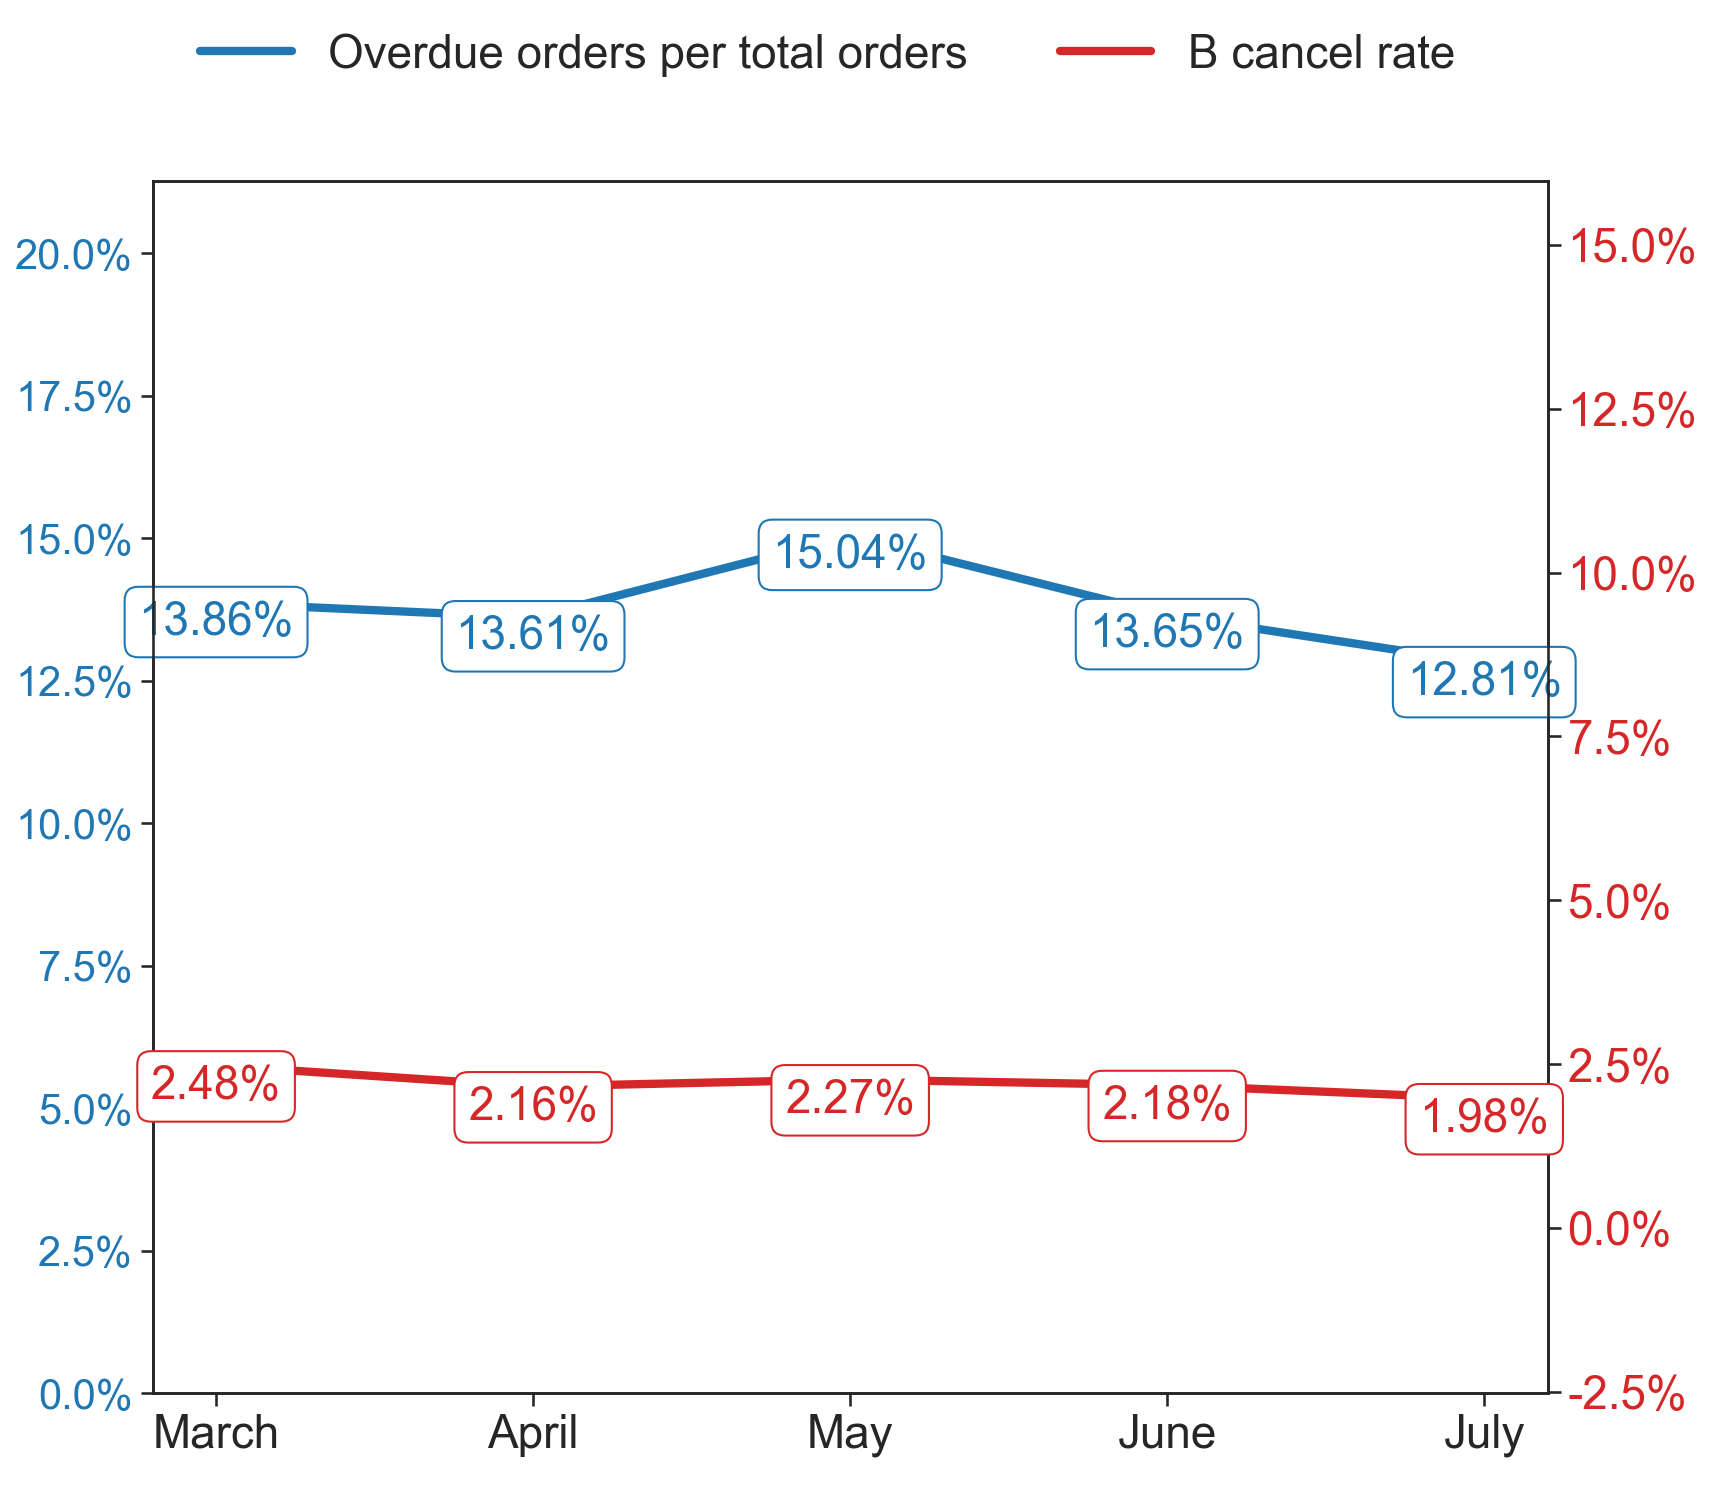 Overdue orders per total orders B cancel rate
20.0% 15.0%
17.5% 12.5%
15.0% 15.04% 10.0%
13.86% 13.61% 13.65%
12.5% 12.81%
7.5%
10.0%
5.0%
7.5%
2.5%
5.0% 2.48% 2.16% 2.27% 2.18% 1.98%
0.0%
2.5%
0.0% -2.5%
March April May June July